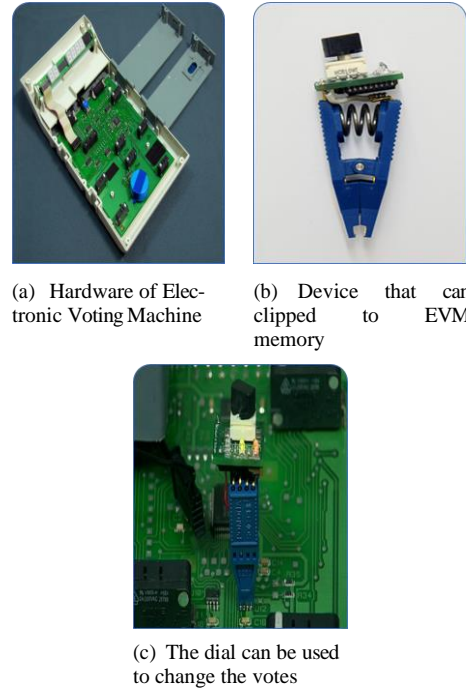 (a) Hardware of Elec-
tronic Voting Machine
(b) Device that can
clipped to EVM
memory
(c) The dial can be used
to change the votes